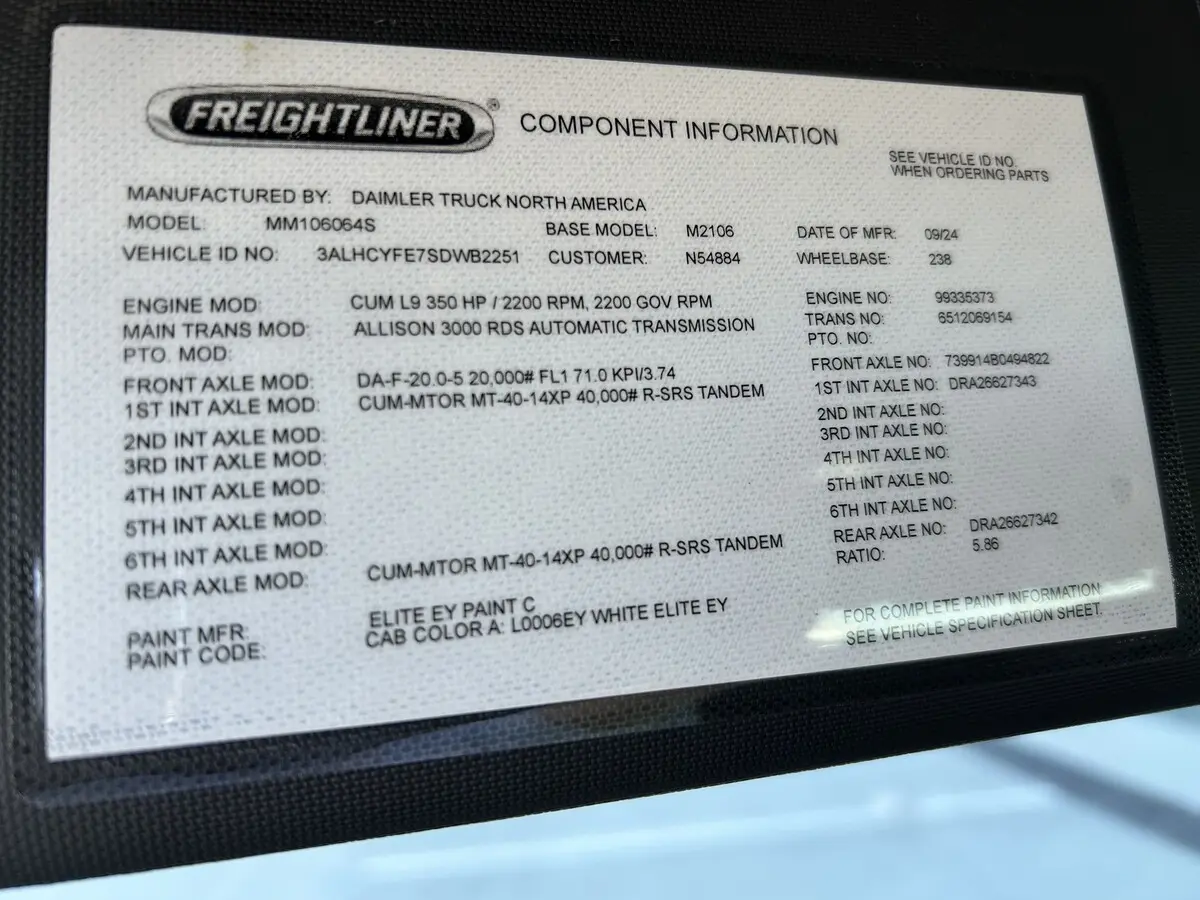 FREIGHTLINER® COMPONENT INFORMATION
SEE VEHICLE ID NO.
WHEN ORDERING PARTS
MANUFACTURED BY: DAIMLER TRUCK NORTH AMERICA
MODEL: MM106064S BASE MODEL: M2106 DATE OF MFR: 09/24
VEHICLE ID NO: 3ALHCYFE7SDWB2251 CUSTOMER: N54884 WHEELBASE: 238
ENGINE MOD: CUM L9 350 HP / 2200 RPM, 2200 GOV RPM ENGINE NO: 99335373
MAIN TRANS MOD: ALLISON 3000 RDS AUTOMATIC TRANSMISSION TRANS NO: 6512069154
PTO. MOD: PTO. NO:
FRONT AXLE MOD: DA-F-20.0-5 20,000# FL1 71.0 KPI/3.74 FRONT AXLE NO: 739914B0494822
1ST INT AXLE MOD: CUM-MTOR MT-40-14XP 40,000# R-SRS TANDEM 1ST INT AXLE NO: DRA26627343
2ND INT AXLE MOD: 2ND INT AXLE NO:
3RD INT AXLE MOD: 3RD INT AXLE NO:
4TH INT AXLE MOD: 4TH INT AXLE NO:
5TH INT AXLE MOD: 5TH INT AXLE NO:
6TH INT AXLE MOD: 6TH INT AXLE NO:
REAR AXLE MOD: CUM-MTOR MT-40-14XP 40,000# R-SRS TANDEM REAR AXLE NO: DRA26627342
RATIO: 5.86
PAINT MFR: ELITE EY PAINT C
PAINT CODE: CAB COLOR A: L0006EY WHITE ELITE EY
FOR COMPLETE PAINT INFORMATION
SEE VEHICLE SPECIFICATION SHEET.